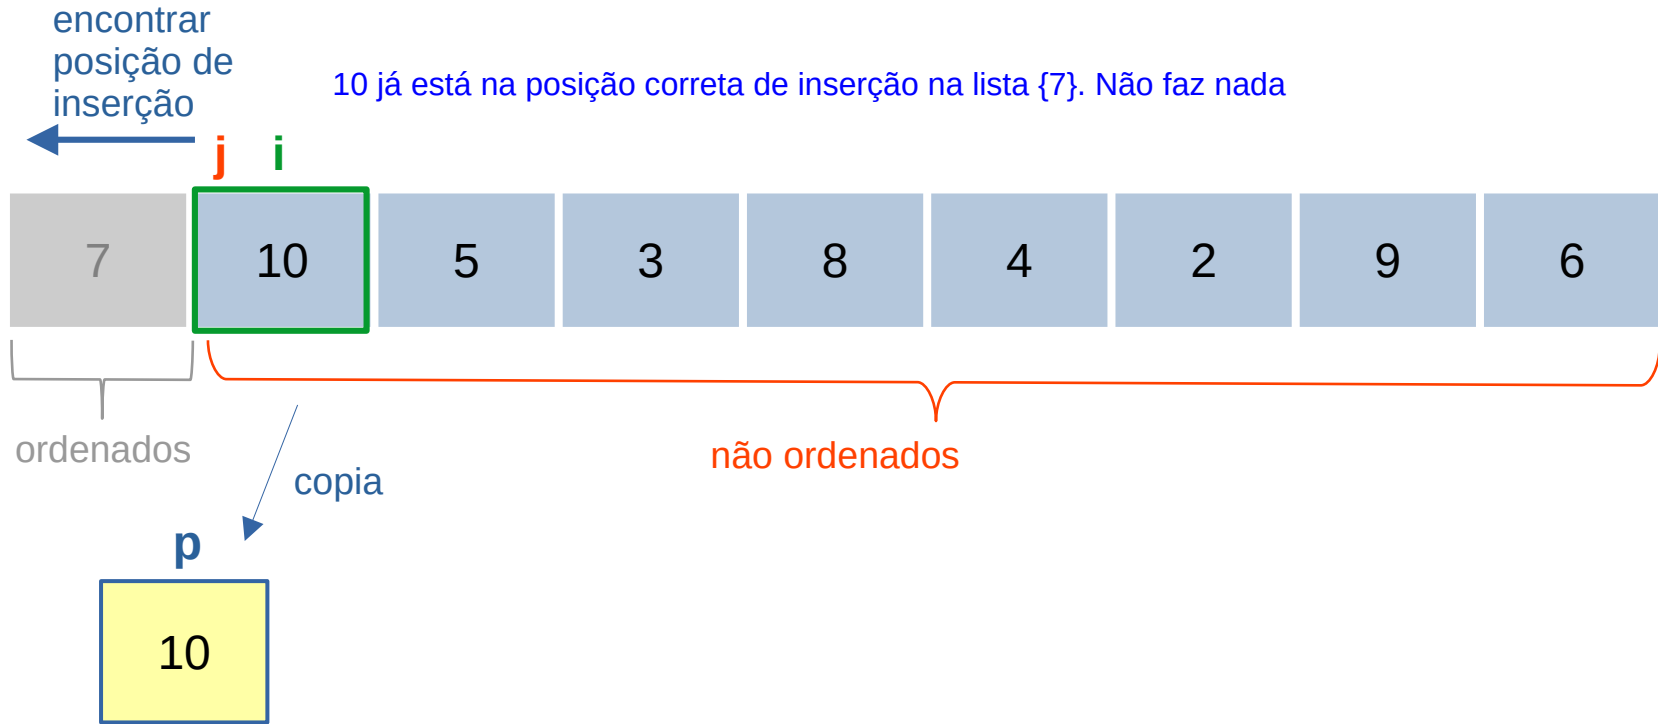 encontrar
posição de
inserção
10 já está na posição correta de inserção na lista {7}. Não faz nada
j i
7 10 5 3 8 4 2 9 6
ordenados
não ordenados
copia
p
10